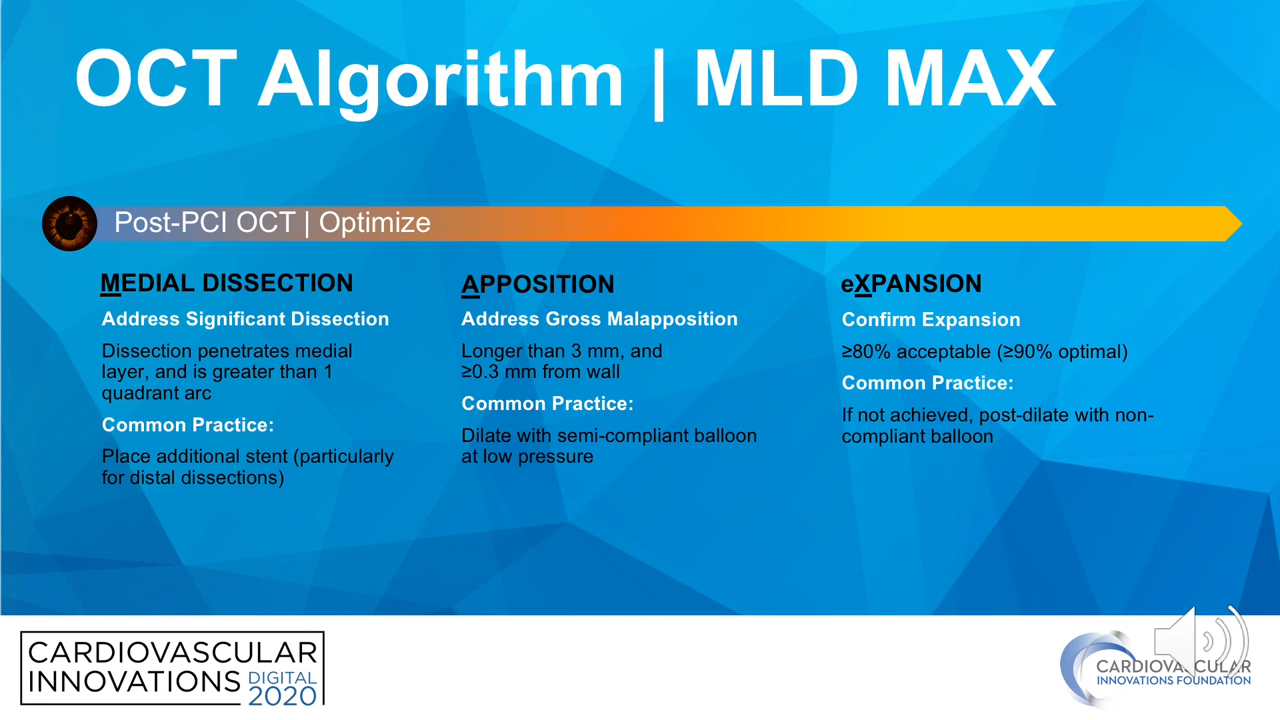 OCT Algorithm | MLD MAX
Post-PCI OCT | Optimize
MEDIAL DISSECTION
Address Significant Dissection
Dissection penetrates medial
layer, and is greater than 1
quadrant arc
Common Practice:
Place additional stent (particularly
for distal dissections)
APPOSITION
Address Gross Malapposition
Longer than 3 mm, and
≥0.3 mm from wall
Common Practice:
Dilate with semi-compliant balloon
at low pressure
eXPANSION
Confirm Expansion
≥80% acceptable (≥90% optimal)
Common Practice:
If not achieved, post-dilate with non-
compliant balloon
CARDIOVASCULAR
INNOVATIONS DIGITAL
2020
CARDIOVASCULAR
INNOVATIONS FOUNDATION